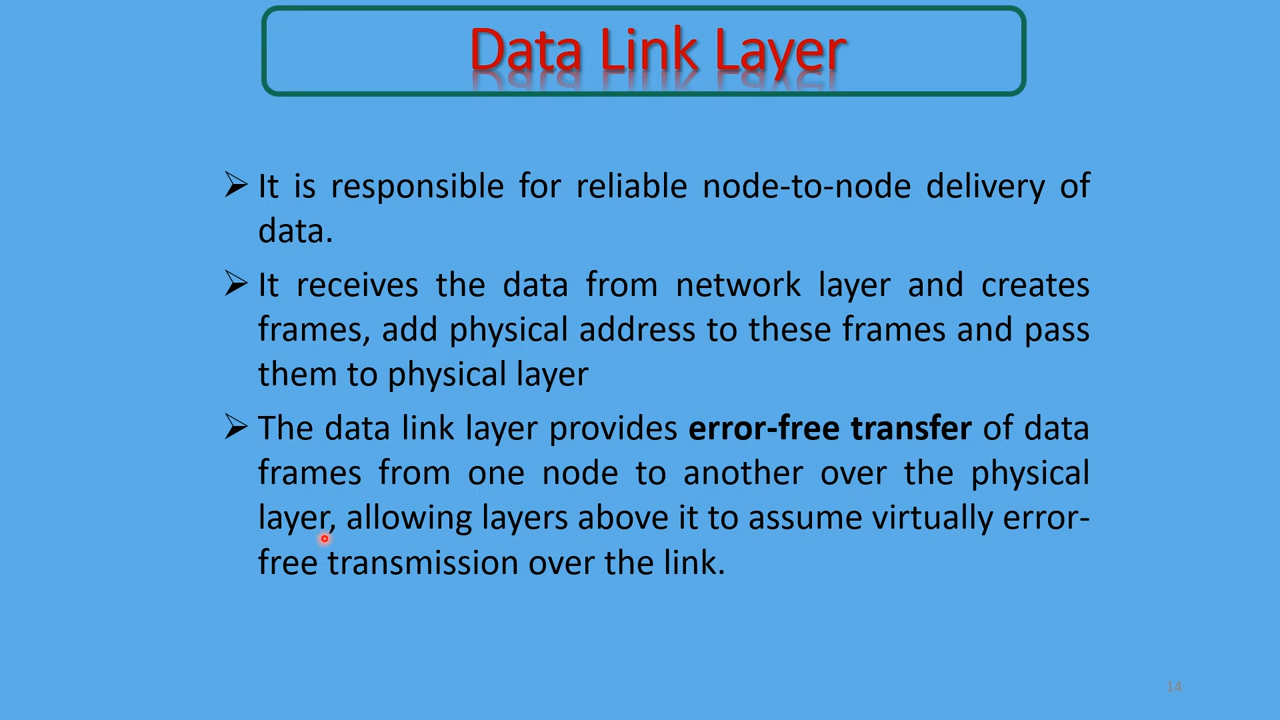 Data Link Layer
➢ It is responsible for reliable node-to-node delivery of
data.
➢ It receives the data from network layer and creates
frames, add physical address to these frames and pass
them to physical layer
➢ The data link layer provides error-free transfer of data
frames from one node to another over the physical
layer, allowing layers above it to assume virtually error-
free transmission over the link.
14